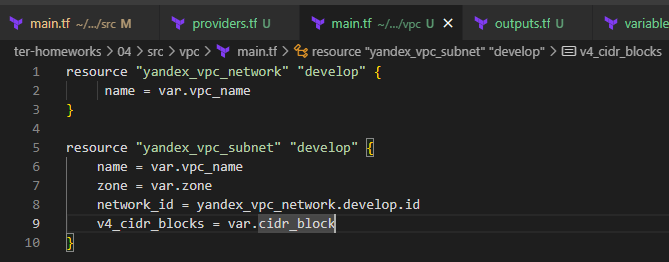 main.tf ~/.../src M providers.tf U main.tf ~/.../vpc U × outputs.tf U variable
ter-homeworks > 04 > src > vpc > main.tf > resource "yandex_vpc_subnet" "develop" > v4_cidr_blocks
1 resource "yandex_vpc_network" "develop" {
2 name = var.vpc_name
3 }
4
5 resource "yandex_vpc_subnet" "develop" {
6 name = var.vpc_name
7 zone = var.zone
8 network_id = yandex_vpc_network.develop.id
9 v4_cidr_blocks = var.cidr_block
10 }